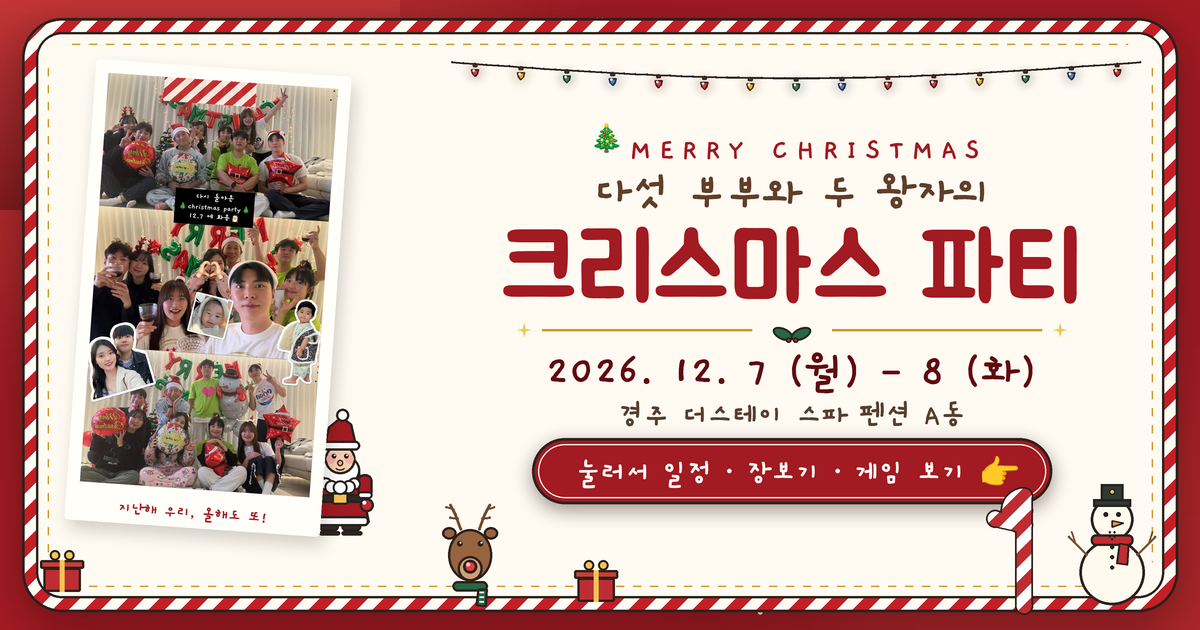 다시 돌아온
christmas party
12.7 에 와용
지난해 우리, 올해도 또!
MERRY CHRISTMAS
다섯 부부와 두 왕자의
크리스마스 파티
2026. 12. 7 (월) - 8 (화)
경주 더스테이 스파 펜션 A동
눌러서 일정 · 장보기 · 게임 보기